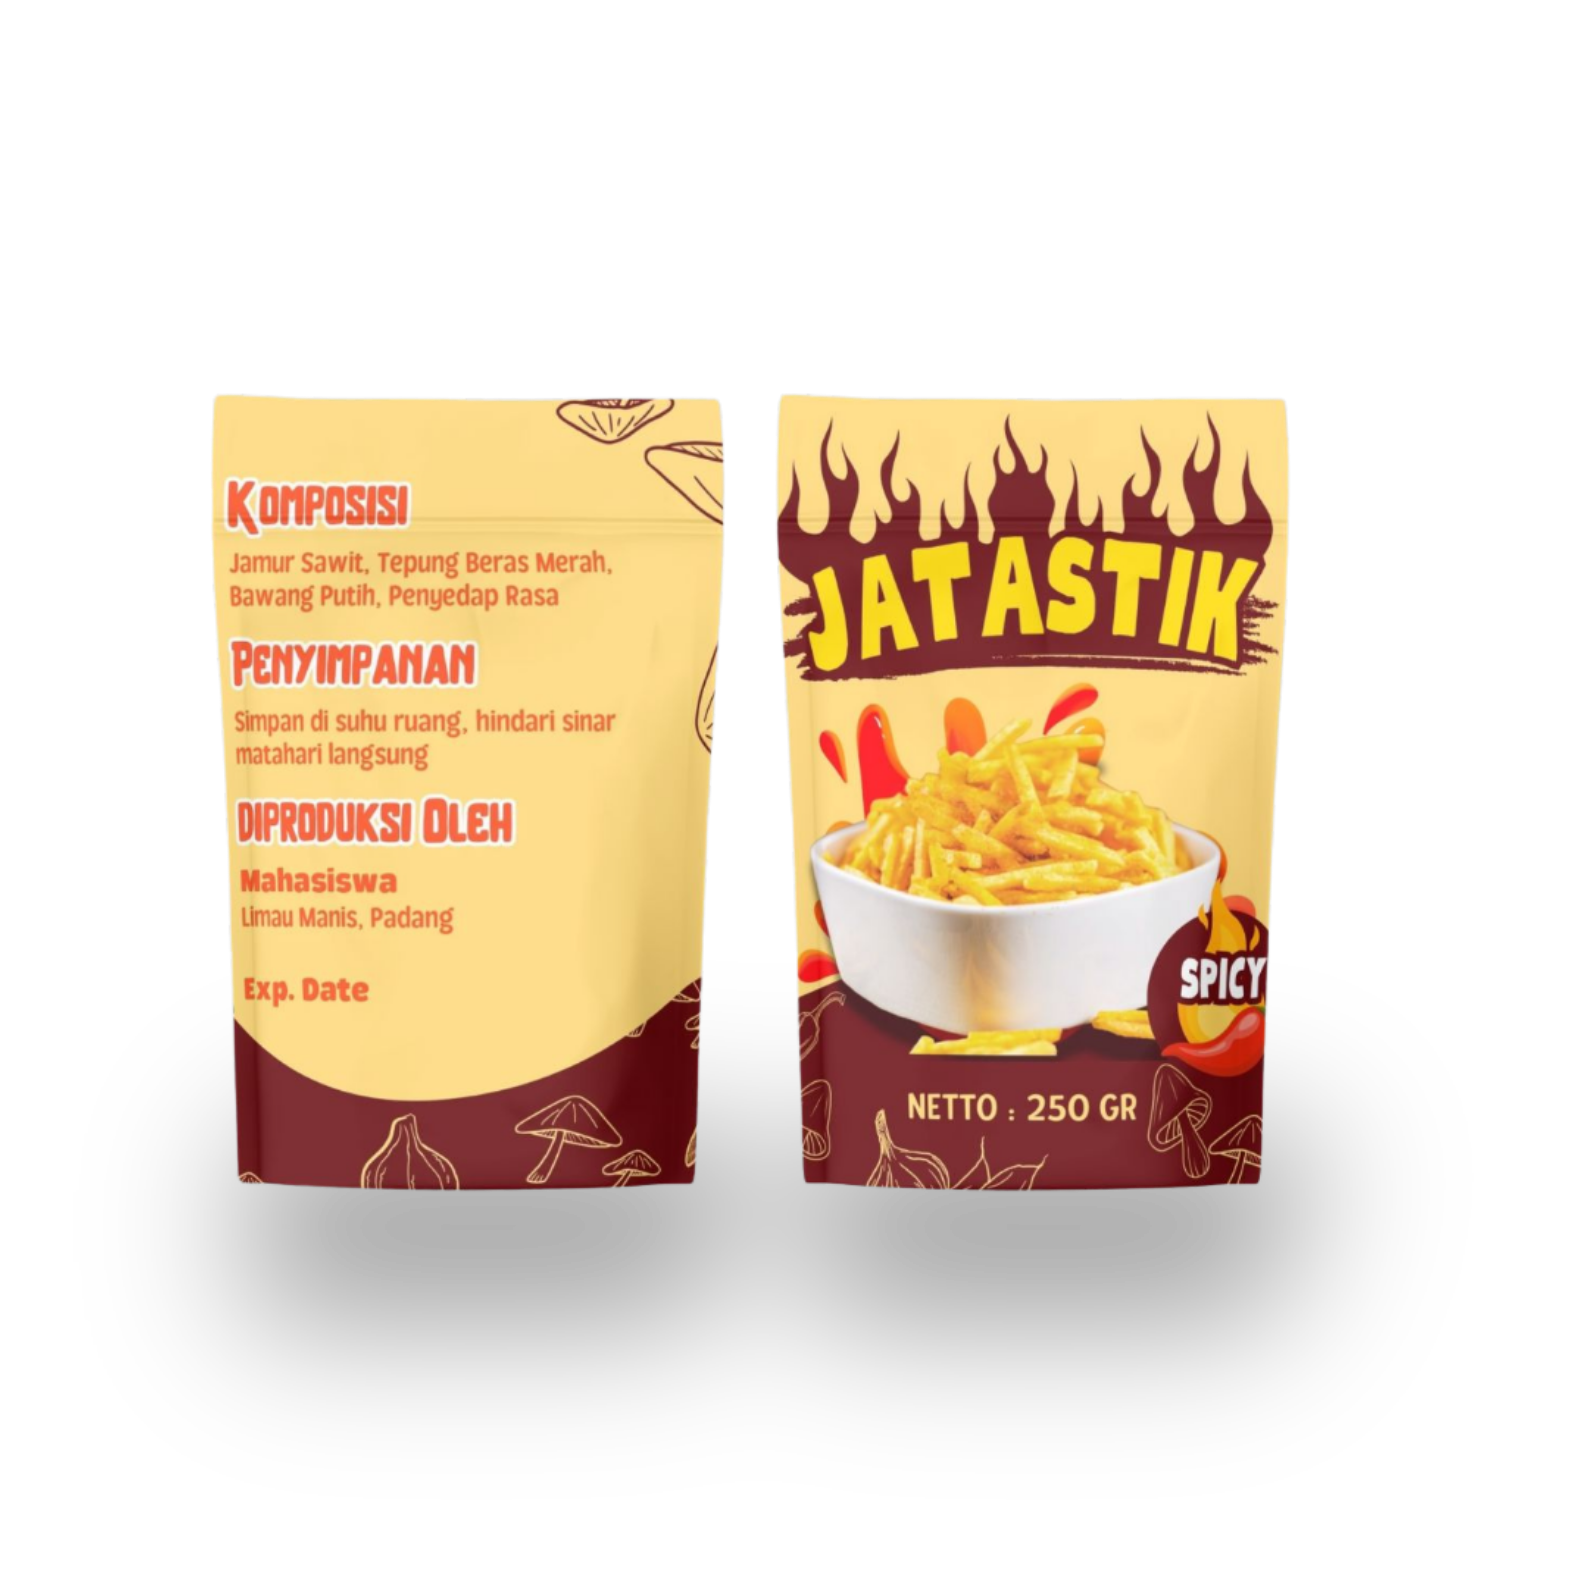 Komposisi
Jamur Sawit, Tepung Beras Merah,
Bawang Putih, Penyedap Rasa
Penyimpanan
Simpan di suhu ruang, hindari sinar
matahari langsung
Diproduksi Oleh
Mahasiswa
Limau Manis, Padang
Exp. Date
JATASTIK
SPICY
NETTO : 250 GR